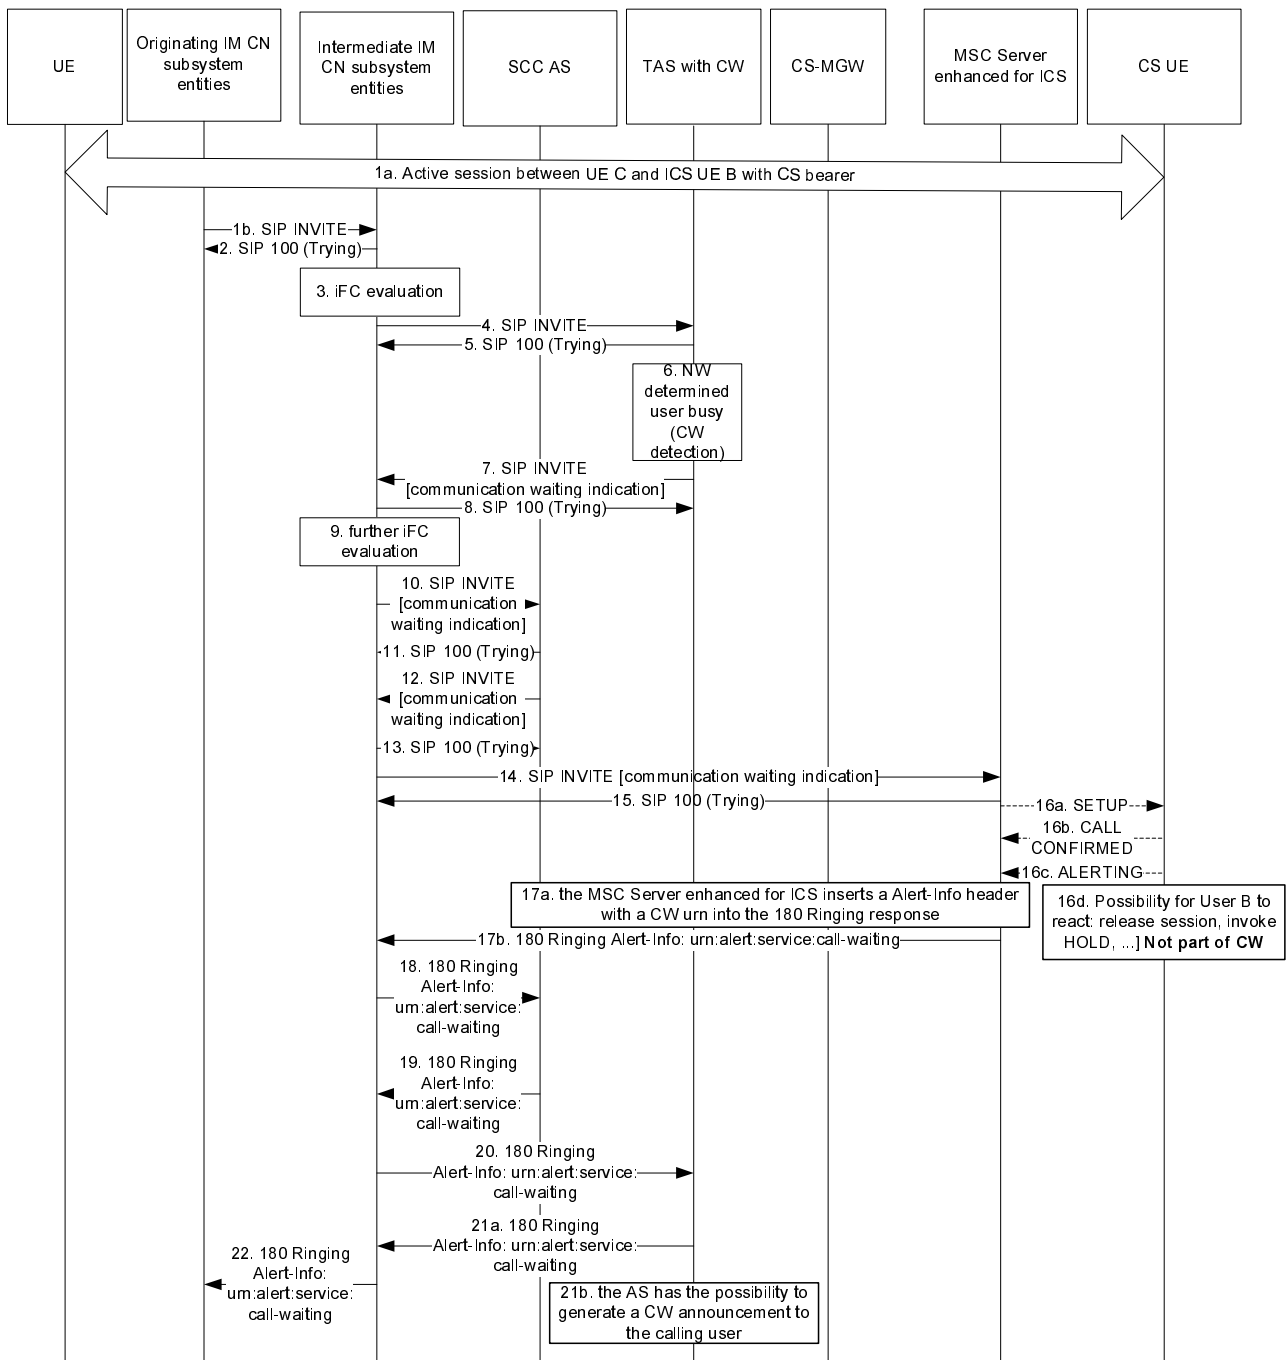 UE
Originating IM CN
subsystem
entities
Intermediate IM
CN subsystem
entities
SCC AS
TAS with CW
CS-MGW
MSC Server
enhanced for ICS
CS UE
1a. Active session between UE C and ICS UE B with CS bearer
1b. SIP INVITE
2. SIP 100 (Trying)
3. iFC evaluation
4. SIP INVITE
5. SIP 100 (Trying)
6. NW
determined
user busy
(CW
detection)
7. SIP INVITE
[communication waiting indication]
8. SIP 100 (Trying)
9. further iFC
evaluation
10. SIP INVITE
[communication
waiting indication]
11. SIP 100 (Trying)
12. SIP INVITE
[communication
waiting indication]
13. SIP 100 (Trying)
14. SIP INVITE [communication waiting indication]
15. SIP 100 (Trying)
16a. SETUP
16b. CALL
CONFIRMED
16c. ALERTING
17a. the MSC Server enhanced for ICS inserts a Alert-Info header
with a CW urn into the 180 Ringing response
16d. Possibility for User B to
react: release session, invoke
HOLD, ...] Not part of CW
17b. 180 Ringing Alert-Info: urn:alert:service:call-waiting
18. 180 Ringing
Alert-Info:
urn:alert:service:
call-waiting
19. 180 Ringing
Alert-Info:
urn:alert:service:
call-waiting
20. 180 Ringing
Alert-Info: urn:alert:service:
call-waiting
21a. 180 Ringing
Alert-Info: urn:alert:service:
call-waiting
22. 180 Ringing
Alert-Info:
urn:alert:service:
call-waiting
21b. the AS has the possibility to
generate a CW announcement to
the calling user